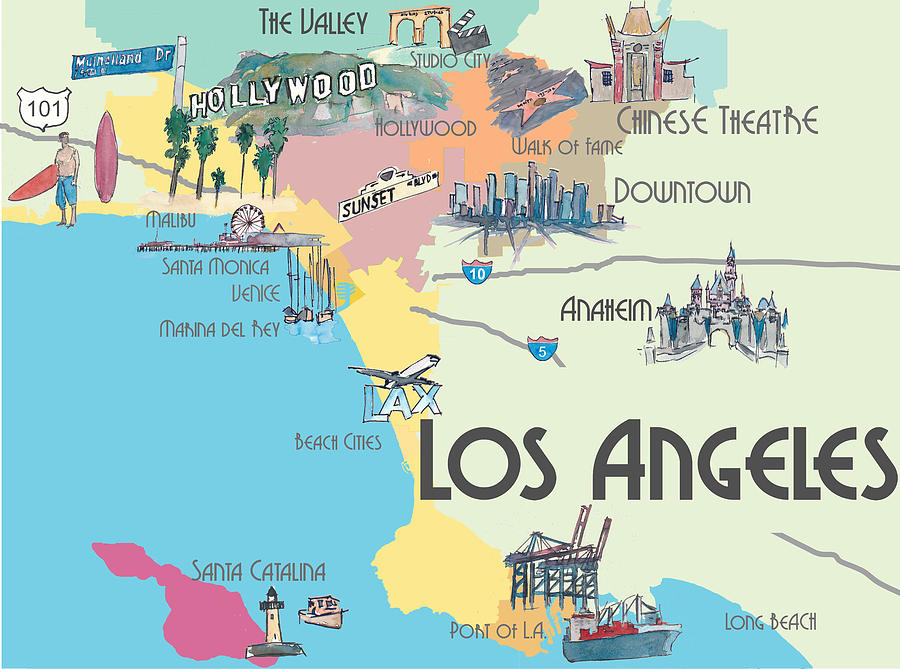 The Valley
Studio City
Mulholland Dr
HOLLYWOOD
101
Hollywood
Chinese Theatre
Walk of Fame
SUNSET BLVD
Downtown
Malibu
Santa Monica
10
Venice
Anaheim
Marina del Rey
5
LAX
Beach Cities
Los Angeles
Santa Catalina
Port of L.A.
Long Beach